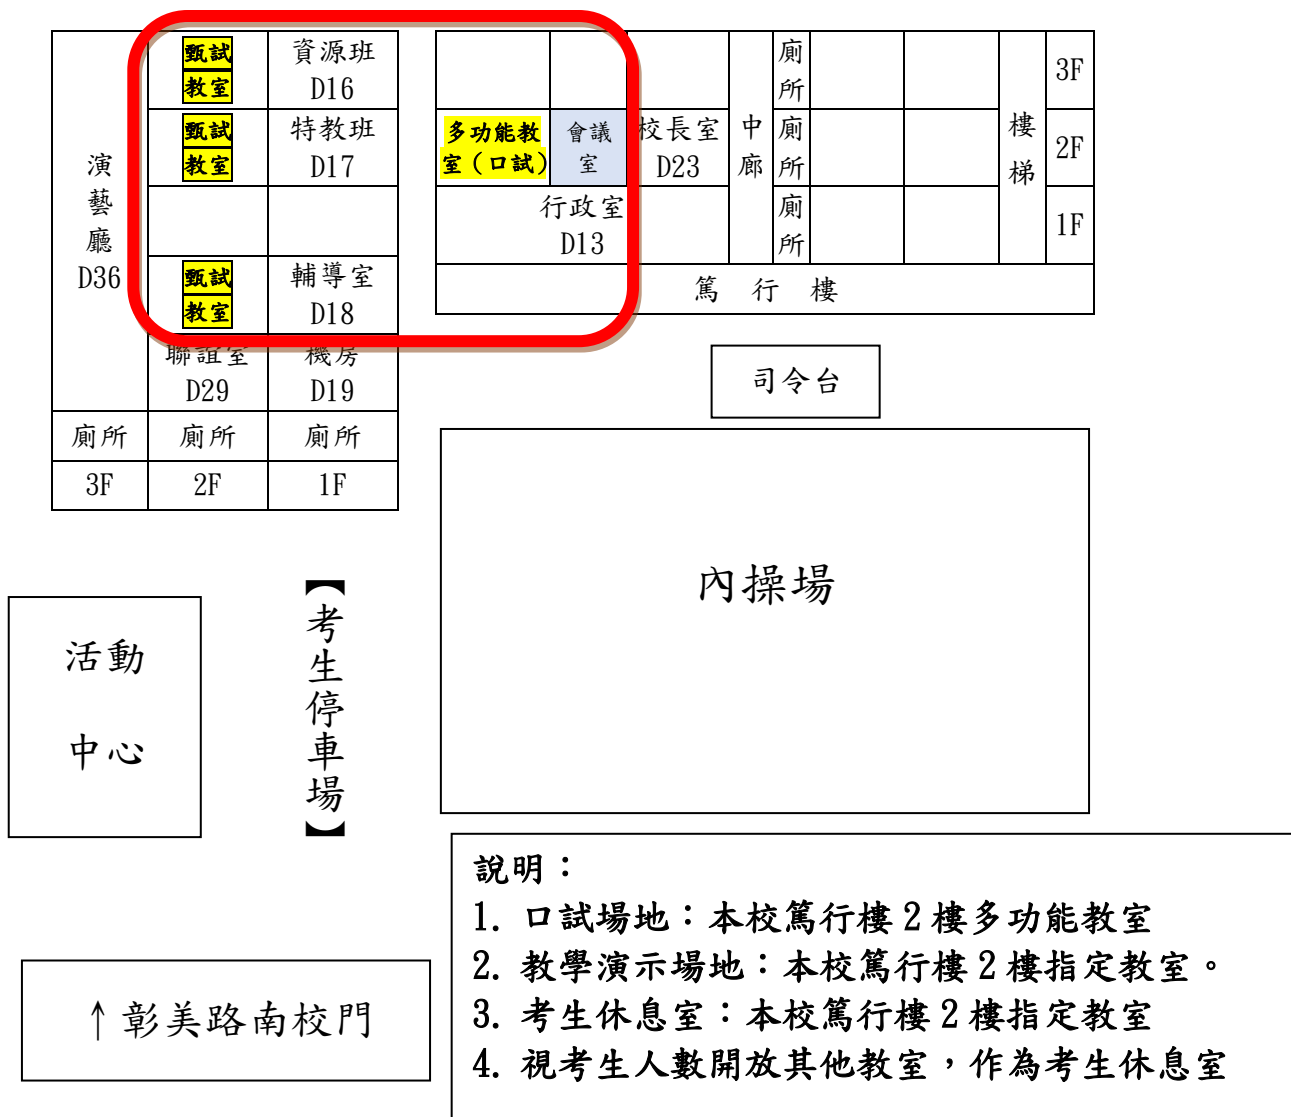 甄試
教室
資源班
D16
甄試
教室
特教班
D17
演
藝
廳
D36
甄試
教室
輔導室
D18
聯誼室
D29
機房
D19
廁所
廁所
廁所
3F
2F
1F
多功能教
室（口試）
會議
室
校長室
D23
行政室
D13
中
廊
廁
所
廁
所
廁
所
樓
梯
3F
2F
1F
篤 行 樓
司令台
內操場
活動
中心
【考生停車場】
↑彰美路南校門
說明：
1. 口試場地：本校篤行樓 2 樓多功能教室
2. 教學演示場地：本校篤行樓 2 樓指定教室。
3. 考生休息室：本校篤行樓 2 樓指定教室
4. 視考生人數開放其他教室，作為考生休息室